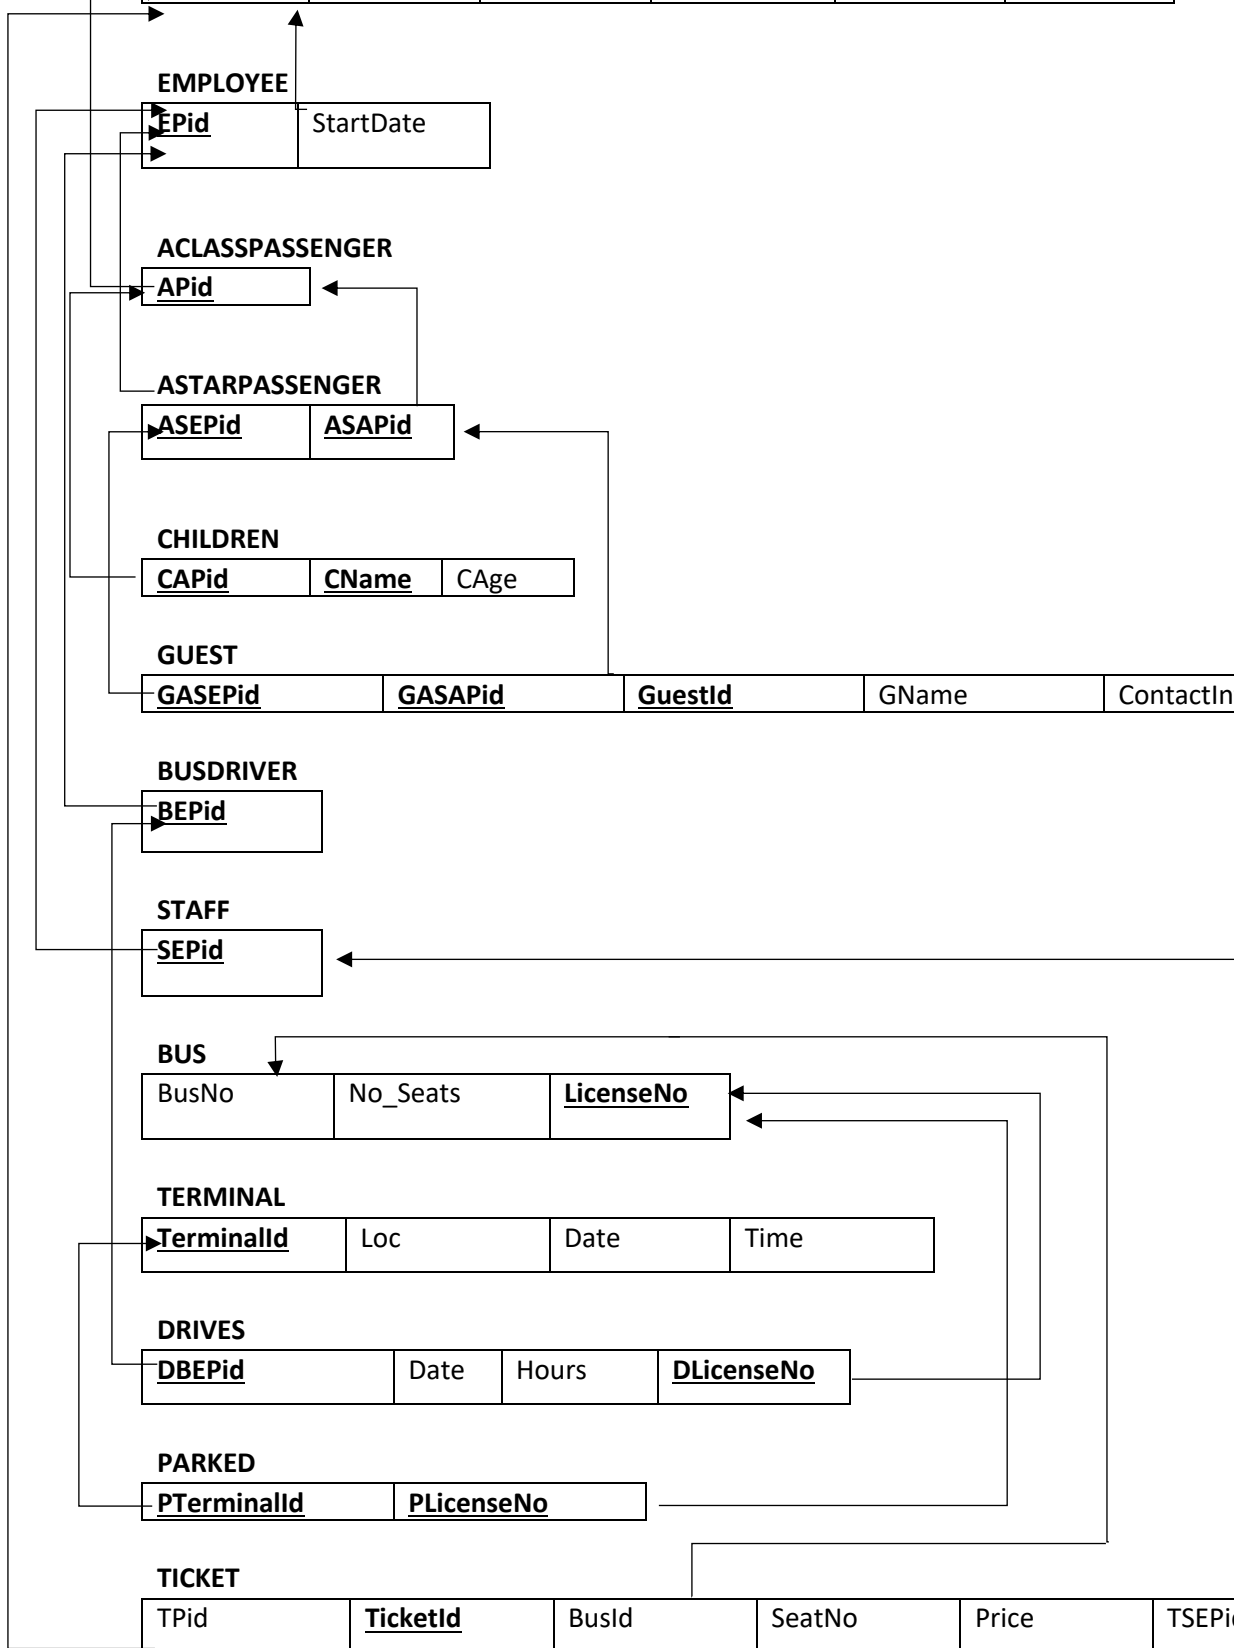 EMPLOYEE
EPid StartDate
ACLASSPASSENGER
APid
ASTARPASSENGER
ASEPid ASAPid
CHILDREN
CAPid CName CAge
GUEST
GASEPid GASAPid GuestId GName ContactIn
BUSDRIVER
BEPid
STAFF
SEPid
BUS
BusNo No_Seats LicenseNo
TERMINAL
TerminalId Loc Date Time
DRIVES
DBEPid Date Hours DLicenseNo
PARKED
PTerminalId PLicenseNo
TICKET
TPid TicketId BusId SeatNo Price TSEPid